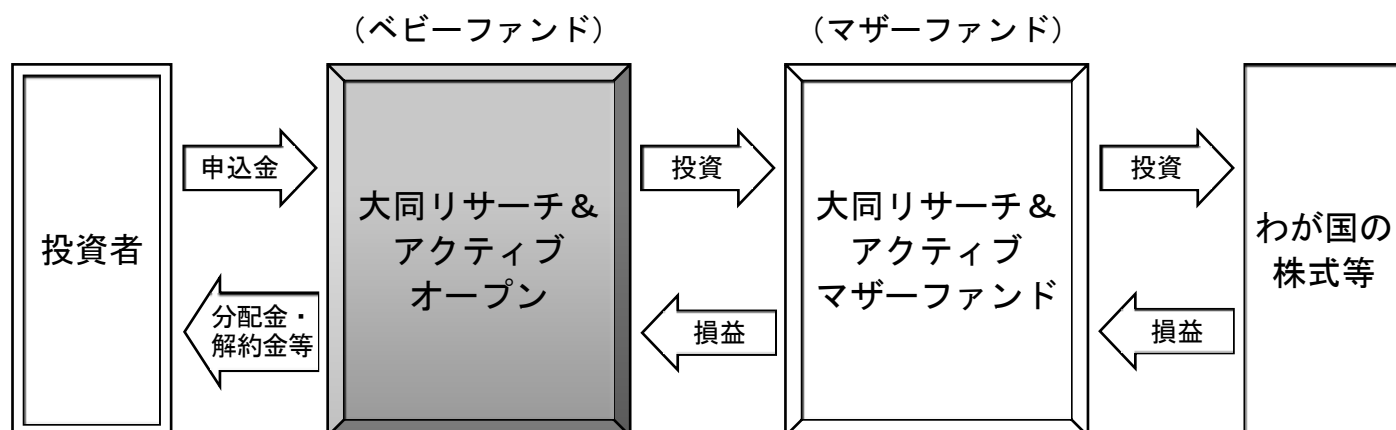 （ベビーファンド）
（マザーファンド）
投資者
申込金
分配金・
解約金等
大同リサーチ＆
アクティブ
オープン
投資
損益
大同リサーチ＆
アクティブ
マザーファンド
投資
損益
わが国の
株式等